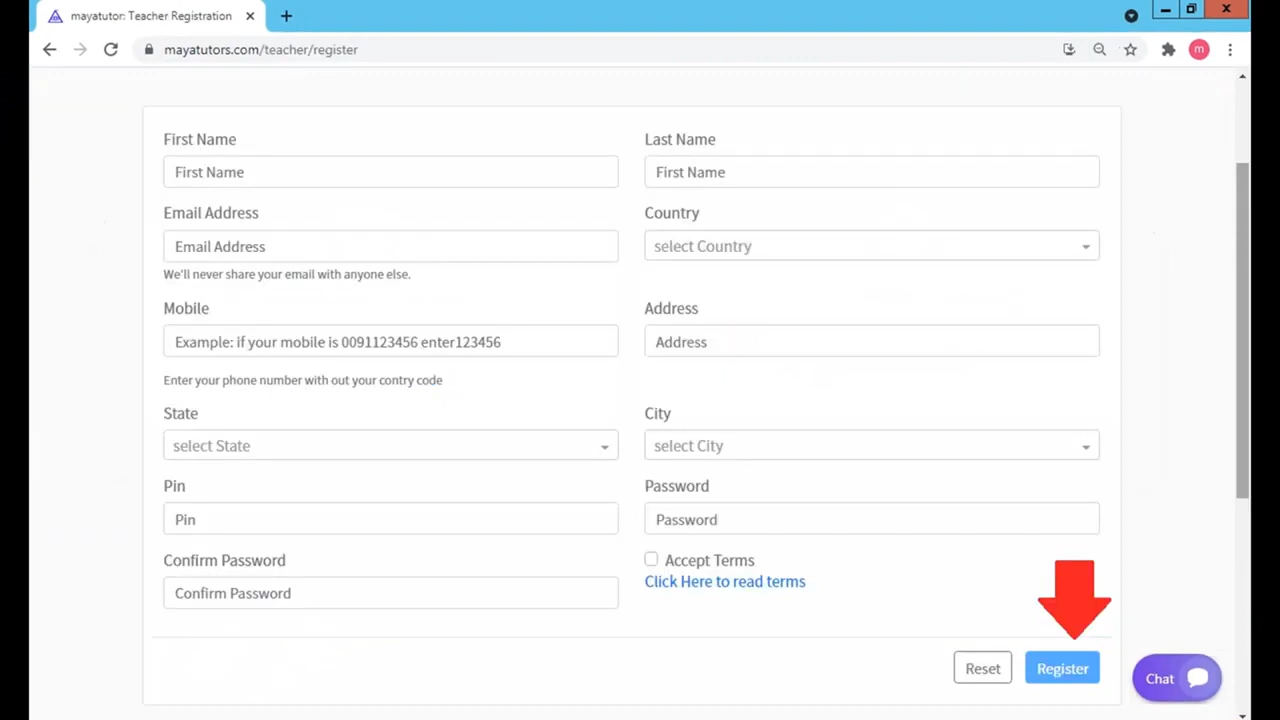 mayatutor: Teacher Registration
mayatutors.com/teacher/register
m
First Name
Last Name
First Name
First Name
Email Address
Country
Email Address
select Country
We'll never share your email with anyone else.
Mobile
Address
Example: if your mobile is 0091123456 enter123456
Address
Enter your phone number with out your contry code
State
City
select State
select City
Pin
Password
Pin
Password
Confirm Password
Accept Terms
Click Here to read terms
Confirm Password
Reset
Register
Chat